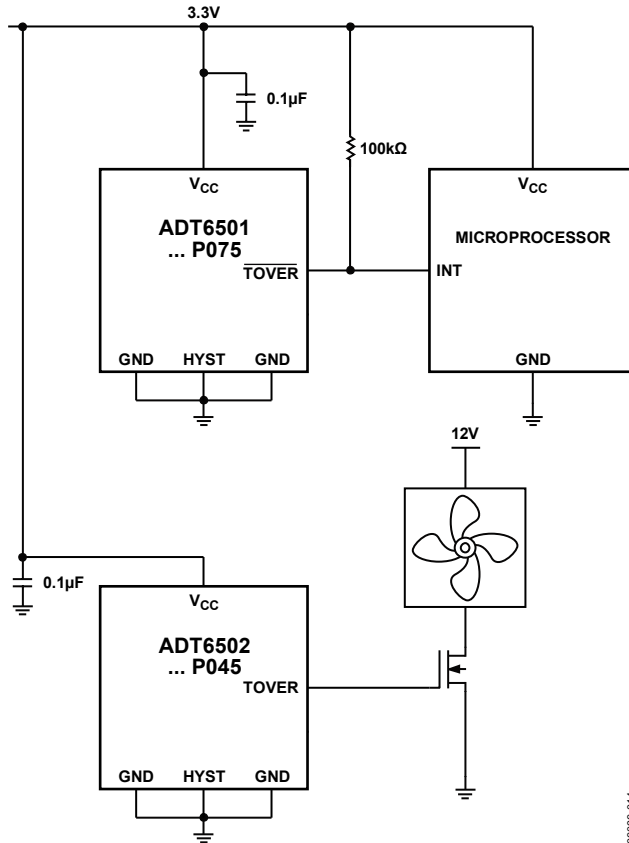 3.3V
0.1µF
100kΩ
VCC
ADT6501
... P075
TOVER
GND HYST GND
VCC
MICROPROCESSOR
INT
GND
12V
0.1µF
VCC
ADT6502
... P045
TOVER
GND HYST GND